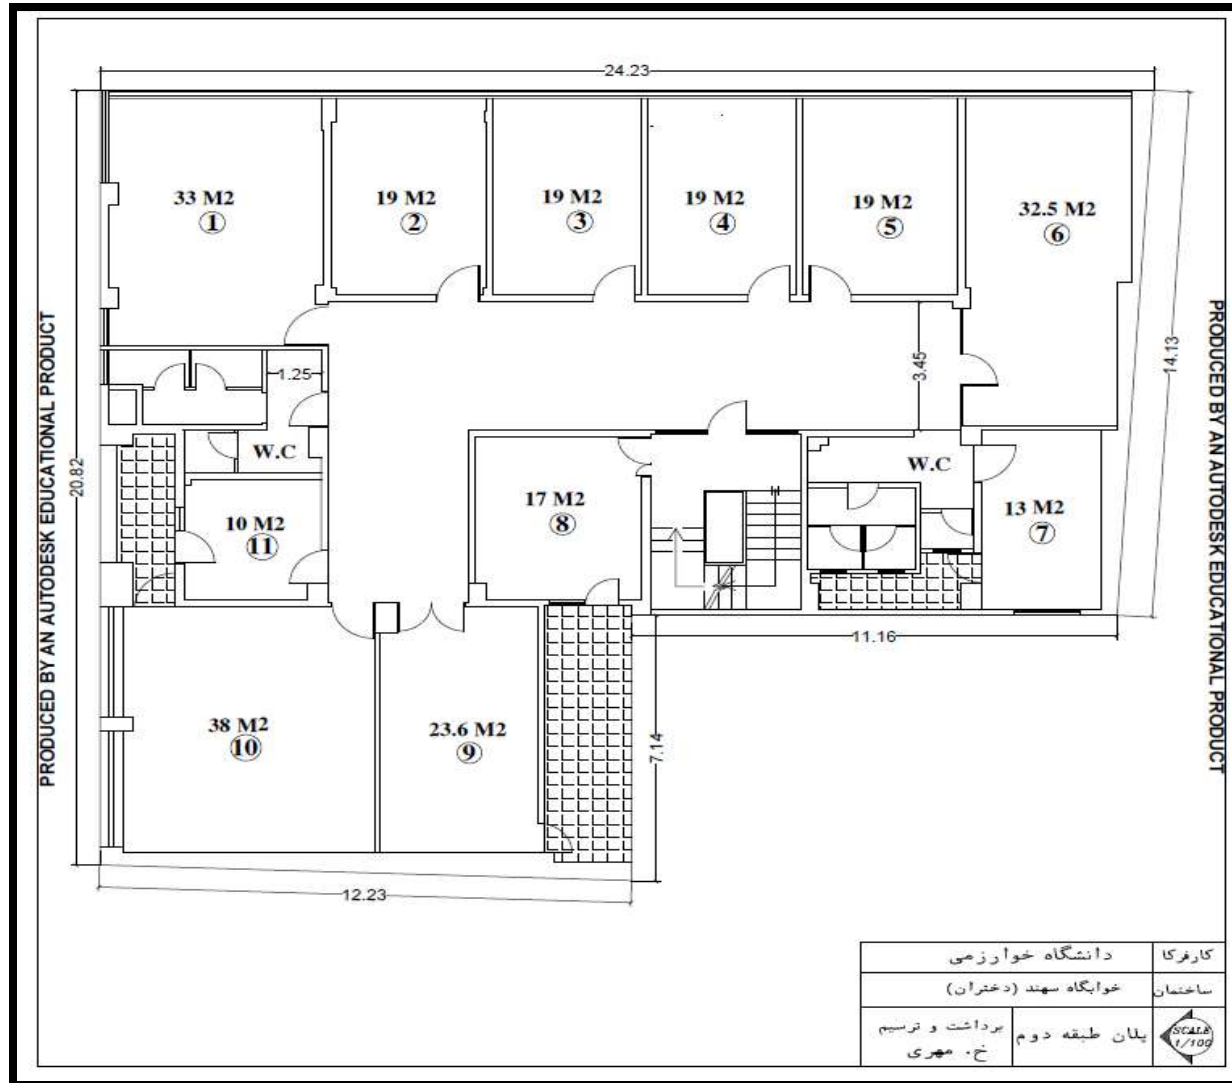 24.23
33 M2
1
19 M2
2
19 M2
3
19 M2
4
19 M2
5
32.5 M2
6
PRODUCED BY AN AUTODESK EDUCATIONAL PRODUCT
PRODUCED BY AN AUTODESK EDUCATIONAL PRODUCT
14.13
3.45
1.25
20.82
W.C
W.C
10 M2
11
17 M2
8
13 M2
7
11.16
38 M2
10
23.6 M2
9
7.14
12.23
کارفرکا
دانشگاه خوارزمی
ساختمان
خوابگاه سهند (دختران)
SCALE
1/100
پلان طبقه دوم
برداشت و ترسیم
خ. مهری